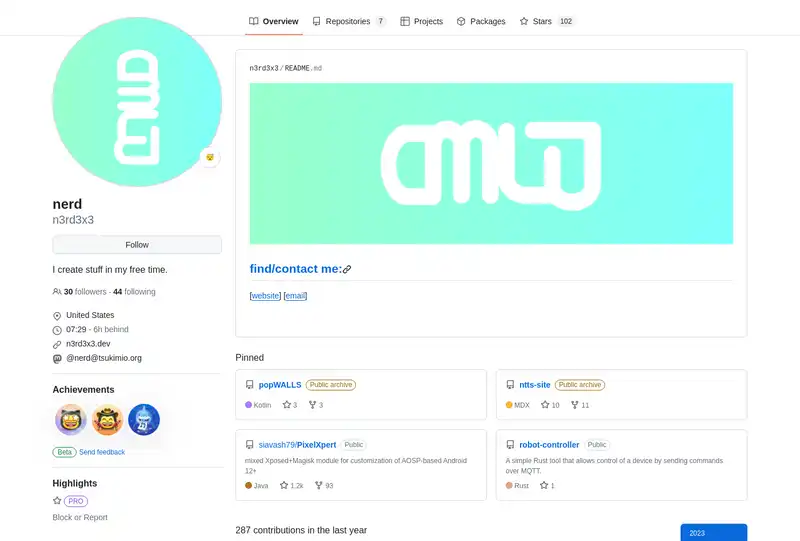 Overview Repositories 7 Projects Packages Stars 102
n3rd3x3/README.md
nerd
n3rd3x3
Follow
I create stuff in my free time.
30 followers · 44 following
United States
07:29 - 6h behind
n3rd3x3.dev
@nerd@tsukimio.org
Achievements
Beta Send feedback
Highlights
PRO
Block or Report
find/contact me:
[website] [email]
Pinned
popWALLS Public archive
Kotlin 3 3
ntts-site Public archive
MDX 10 11
siavash79/PixelXpert Public
mixed Xposed+Magisk module for customization of AOSP-based Android
12+
Java 1.2k 93
robot-controller Public
A simple Rust tool that allows control of a device by sending commands
over MQTT.
Rust 1
287 contributions in the last year
2023